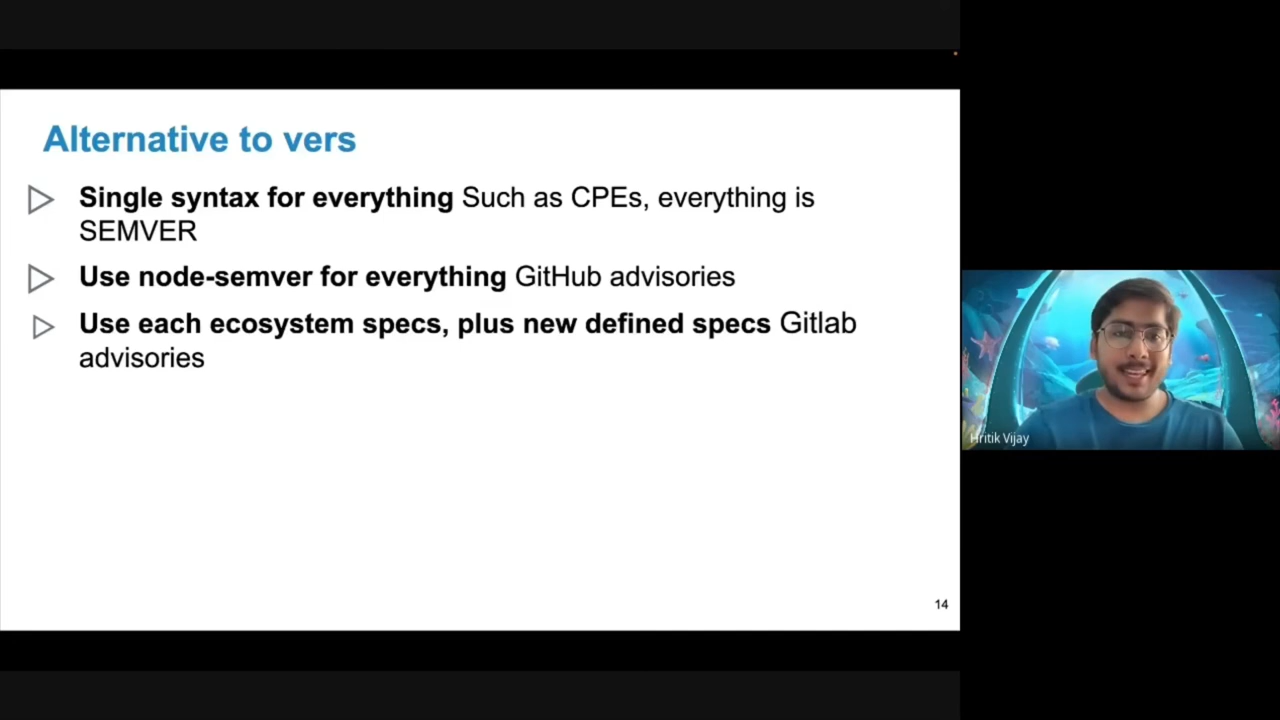 Alternative to vers
Single syntax for everything Such as CPEs, everything is
SEMVER
Use node-semver for everything GitHub advisories
Use each ecosystem specs, plus new defined specs Gitlab
advisories
14
Hritik Vijay